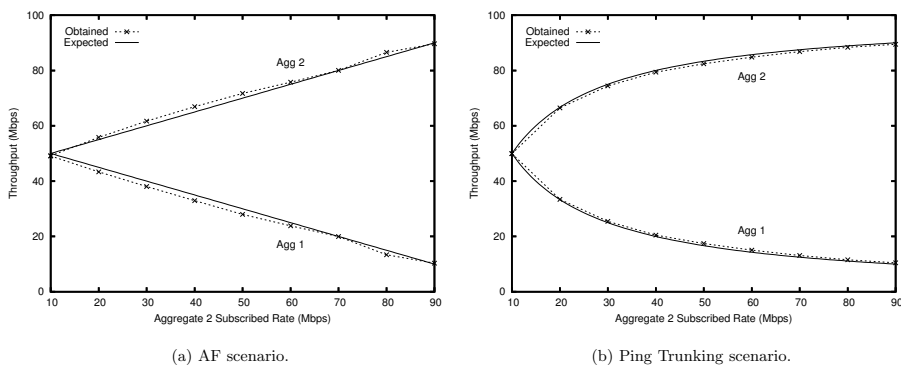 100
80
60
40
20
0
10 20 30 40 50 60 70 80 90
Throughput (Mbps)
Aggregate 2 Subscribed Rate (Mbps)
Obtained
Expected
Agg 2
Agg 1
(a) AF scenario.
100
80
60
40
20
0
10 20 30 40 50 60 70 80 90
Throughput (Mbps)
Aggregate 2 Subscribed Rate (Mbps)
Obtained
Expected
Agg 2
Agg 1
(b) Ping Trunking scenario.